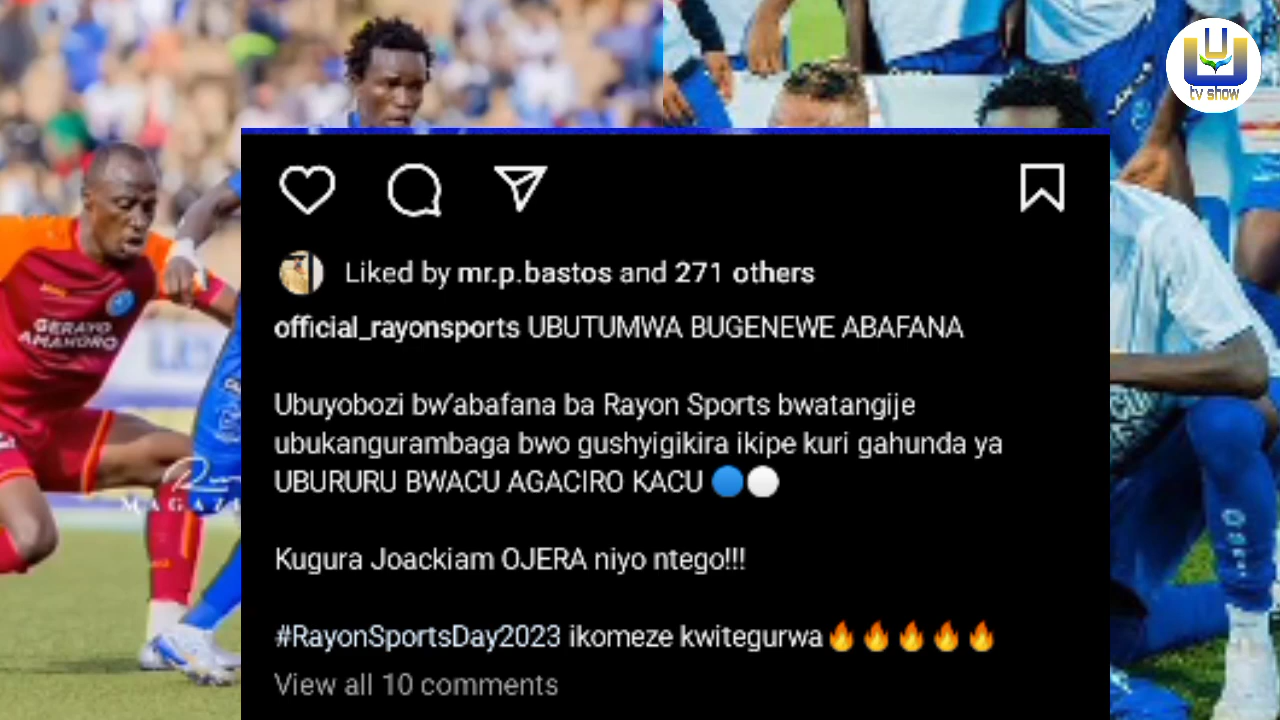 tv show
GERAYO
AMAHORO
MAGAZI
Liked by mr.p.bastos and 271 others
official_rayonsports UBUTUMWA BUGENEWE ABAFANA
Ubuyobozi bw'abafana ba Rayon Sports bwatangije
ubukangurambaga bwo gushyigikira ikipe kuri gahunda ya
UBURURU BWACU AGACIRO KACU 🔵⚪
Kugura Joackiam OJERA niyo ntego!!!
#RayonSportsDay2023 ikomeze kwitegurwa🔥🔥🔥🔥🔥
View all 10 comments